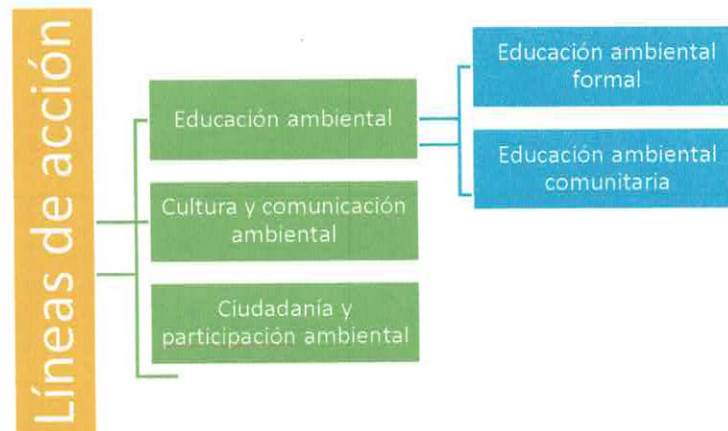 Líneas de acción
Educación ambiental
Cultura y comunicación
ambiental
Ciudadanía y
participación ambiental
Educación ambiental
formal
Educación ambiental
comunitaria